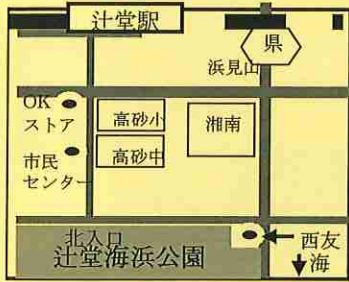 辻堂駅
県
浜見山
OK
ストア
高砂小
湘南
市民
センター
高砂中
北入口
辻堂海浜公園
西友
海